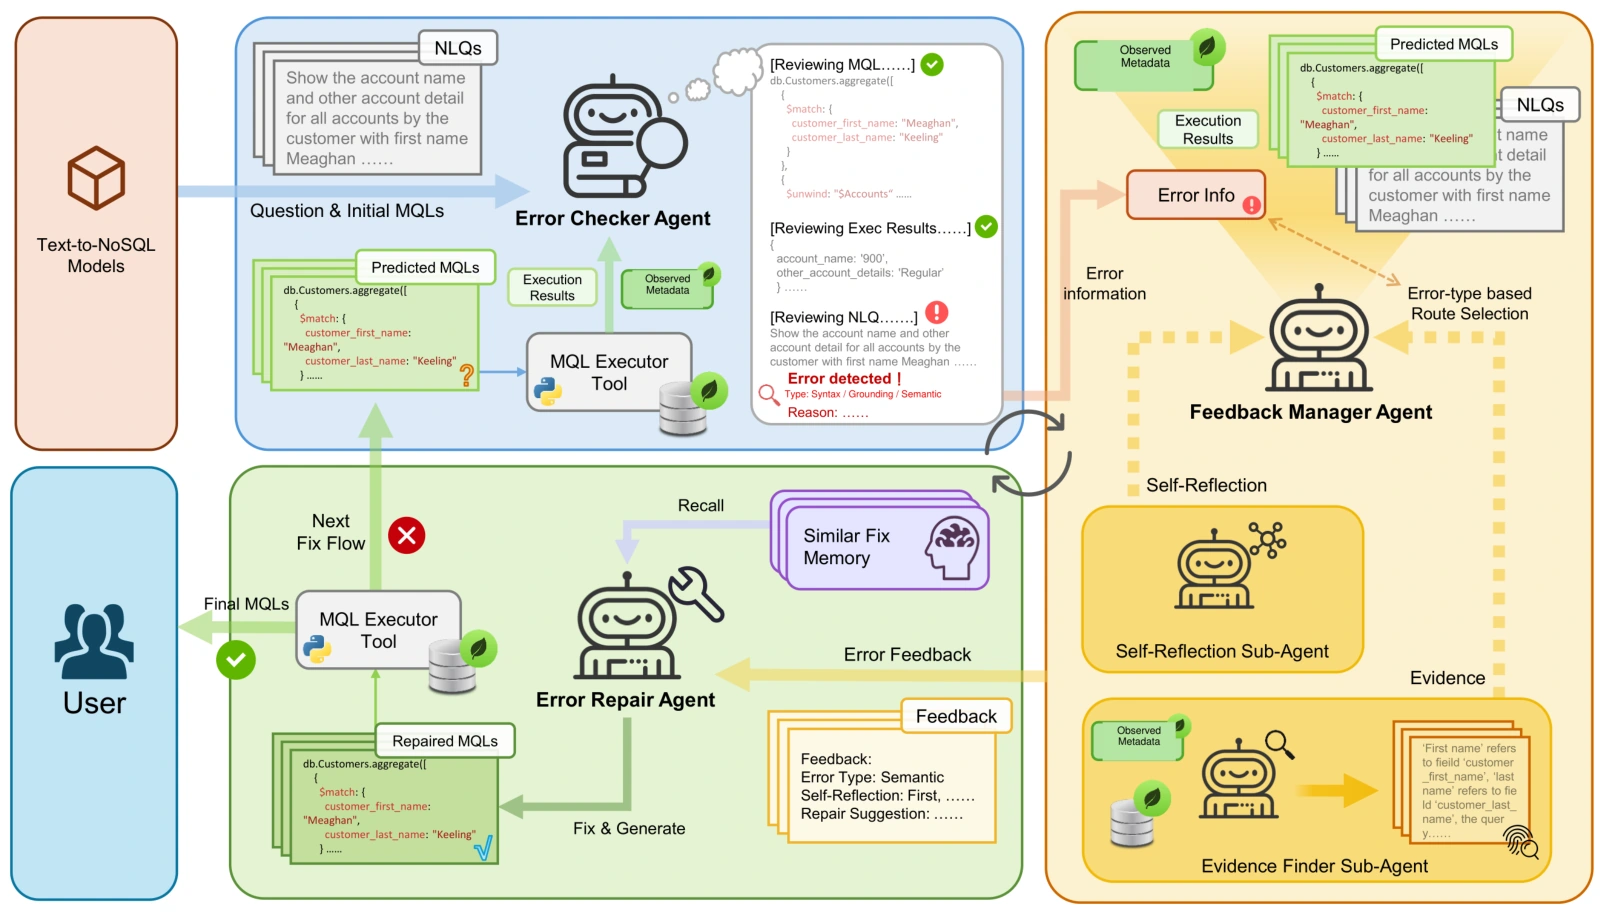 Text-to-NoSQL
Models
NLQs
Show the account name
and other account detail
for all accounts by the
customer with first name
Meaghan ……
Question & Initial MQLs
Error Checker Agent
Predicted MQLs
db.Customers.aggregate([
{
$match: {
customer_first_name:
"Meaghan",
customer_last_name: "Keeling"
} ......
?
Execution
Results
Observed
Metadata
MQL Executor
Tool
[Reviewing MQL……]
db.Customers.aggregate([
{
$match: {
customer_first_name: "Meaghan",
customer_last_name: "Keeling"
}
},
{
$unwind: "$Accounts“ ......
[Reviewing Exec Results……]
{
account_name: '900',
other_account_details: 'Regular'
} ……
[Reviewing NLQ…….]
Show the account name and other
account detail for all accounts by the
customer with first name Meaghan ……
Error detected !
Type: Syntax / Grounding / Semantic
Reason: ……
Error
information
Observed
Metadata
Execution
Results
Predicted MQLs
db.Customers.aggregate([
{
$match: {
customer_first_name:
"Meaghan",
customer_last_name: "Keeling"
} ......
NLQs
t name
nt detail
for all accounts by the
customer with first name
Meaghan ……
Error Info
Error-type based
Route Selection
Feedback Manager Agent
Self-Reflection
Self-Reflection Sub-Agent
Evidence
Observed
Metadata
‘First name’ refers
to fieild ‘customer
_first_name’, ‘last
name’ refers to fie
ld ‘customer_last_
name’, the quer
y……
Evidence Finder Sub-Agent
User
Next
Fix Flow
Final MQLs
MQL Executor
Tool
Recall
Similar Fix
Memory
Error Repair Agent
Error Feedback
Repaired MQLs
db.Customers.aggregate([
{
$match: {
customer_first_name:
"Meaghan",
customer_last_name: "Keeling"
} ......
Fix & Generate
Feedback
Feedback:
Error Type: Semantic
Self-Reflection: First, ……
Repair Suggestion: ……